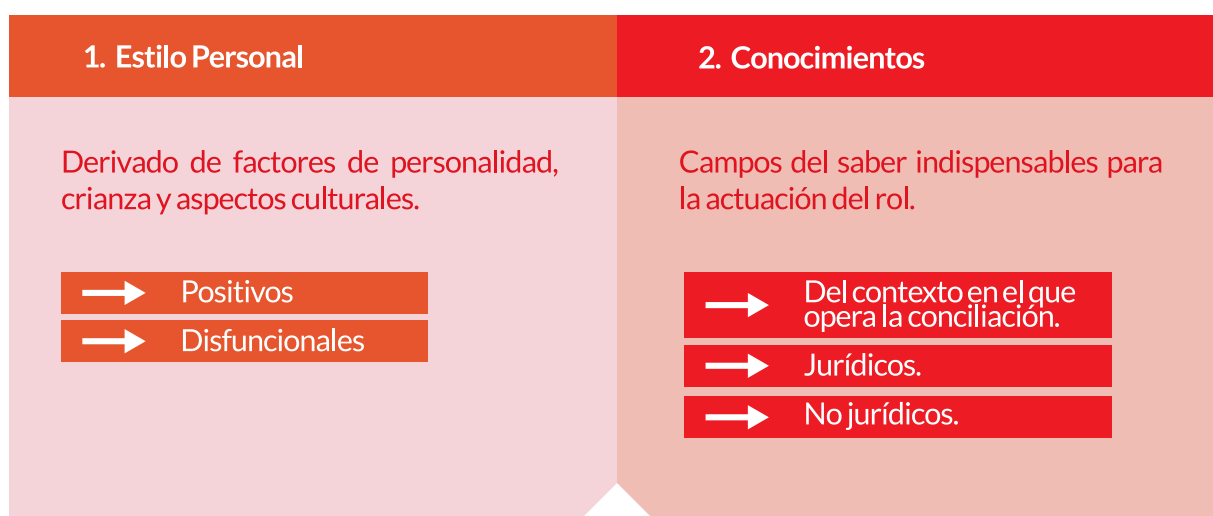 1. Estilo Personal
Derivado de factores de personalidad,
crianza y aspectos culturales.
Positivos
Disfuncionales
2. Conocimientos
Campos del saber indispensables para
la actuación del rol.
Del contexto en el que
opera la conciliación.
Jurídicos.
No jurídicos.